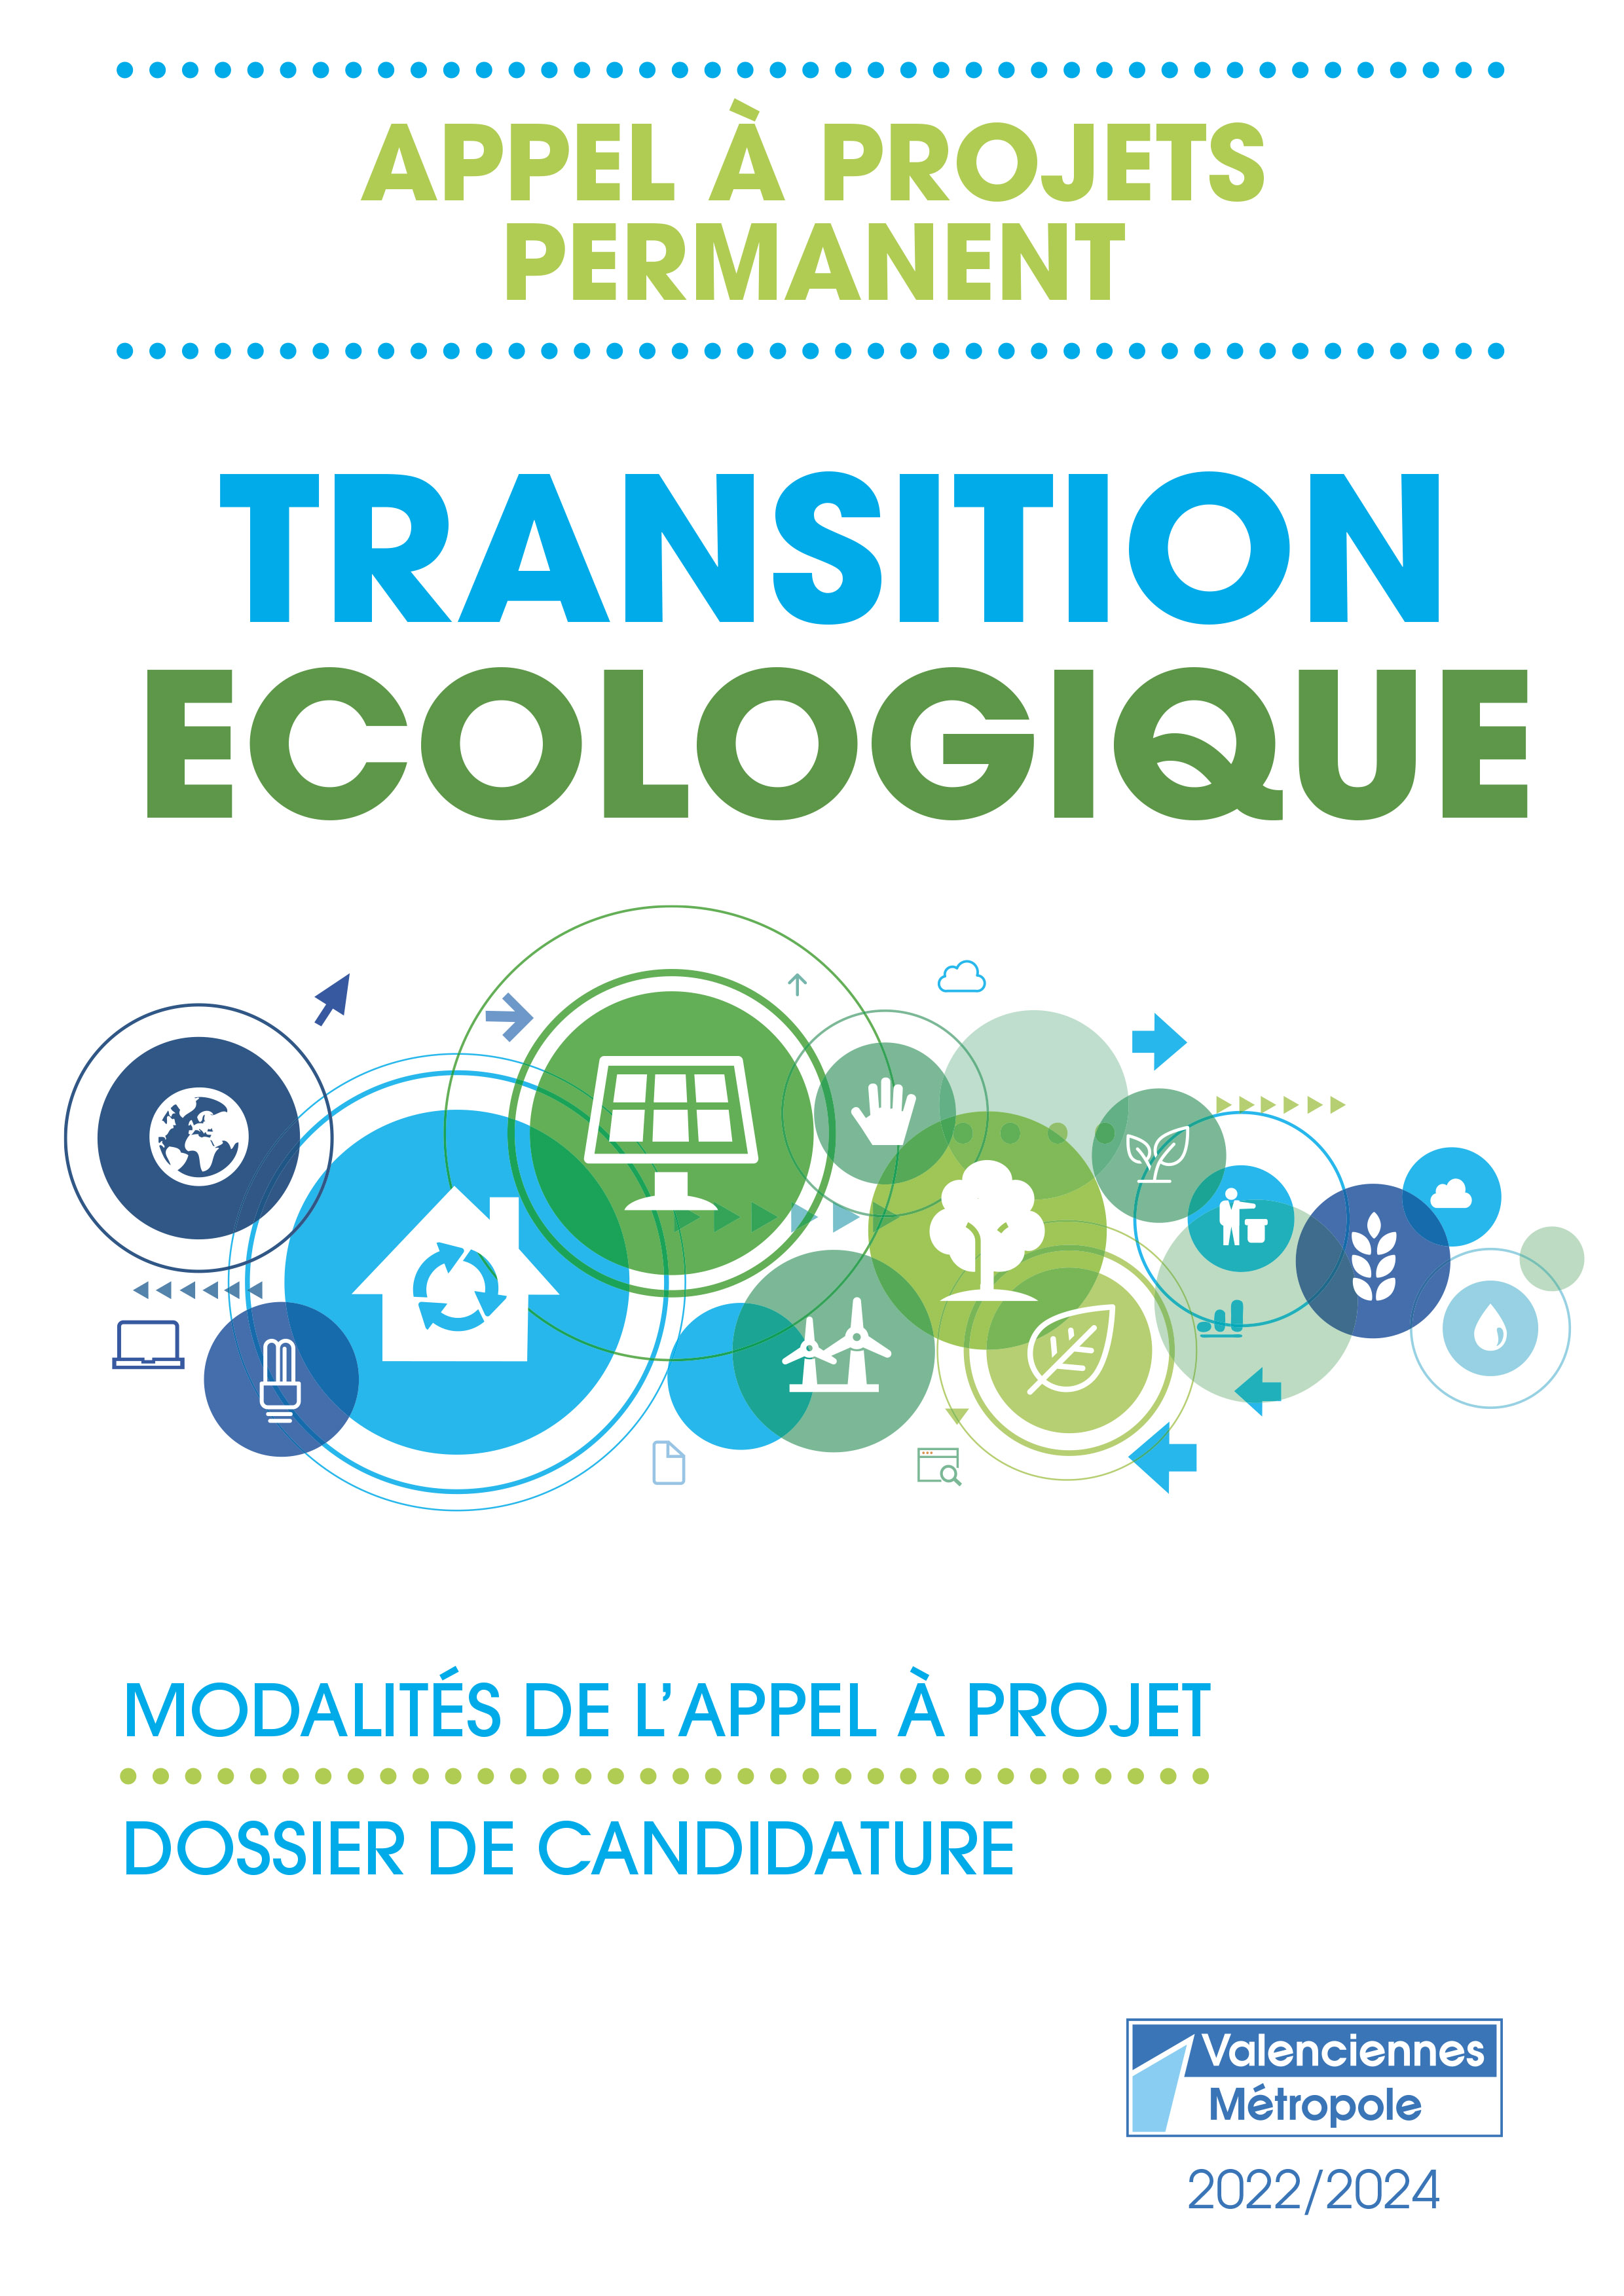 APPEL À PROJETS
PERMANENT
TRANSITION
ECOLOGIQUE
MODALITÉS DE L'APPEL À PROJET
DOSSIER DE CANDIDATURE
Valenciennes
Métropole
2022/2024